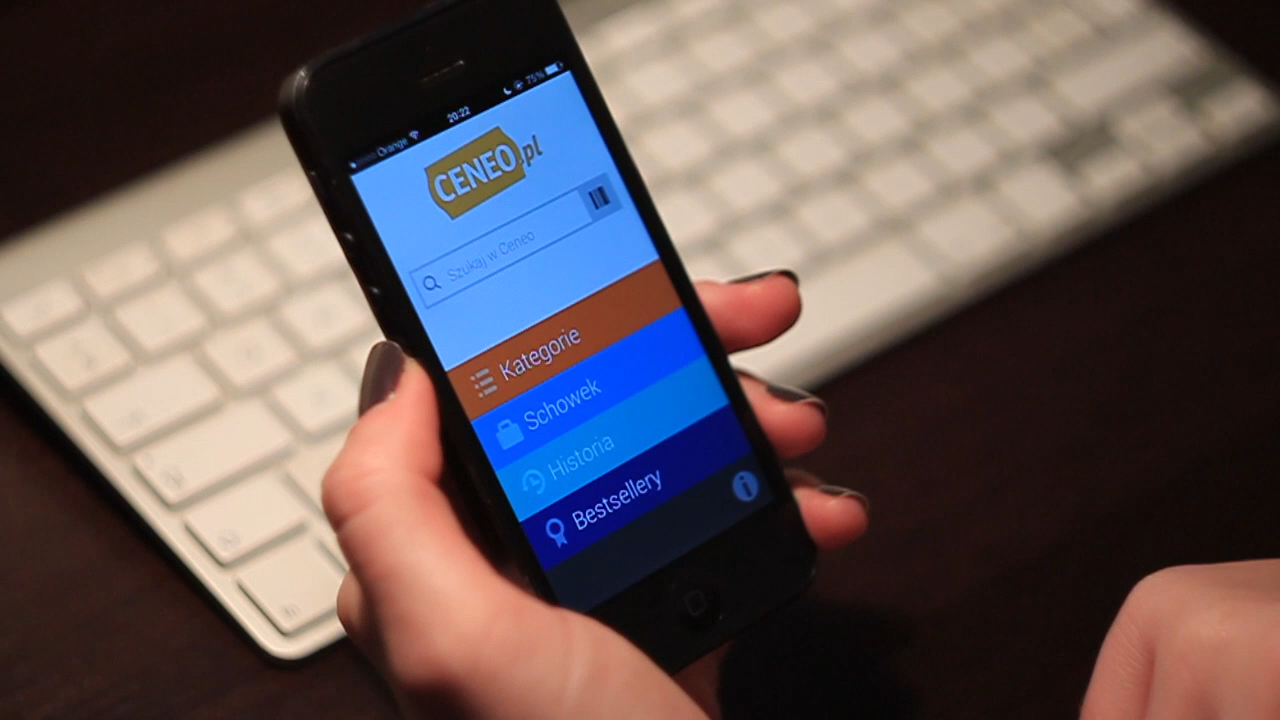 Orange 20:22 75%
CENEO.pl
Szukaj w Ceneo
Kategorie
Schowek
Historia
Bestsellery
i